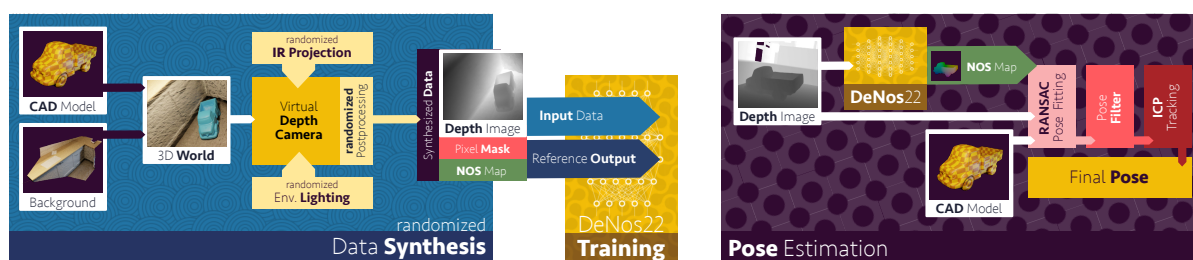 CAD Model
Background
3D World
randomized
IR Projection
Virtual
Depth
Camera
randomized
Postprocessing
randomized
Env. Lighting
Synthesized Data
Depth Image
Pixel Mask
NOS Map
Input Data
Reference Output
randomized
Data Synthesis
DeNos22
Training
Depth Image
DeNos22
NOS Map
RANSAC
Pose Fitting
Pose
Filter
ICP
Tracking
CAD Model
Final Pose
Pose Estimation